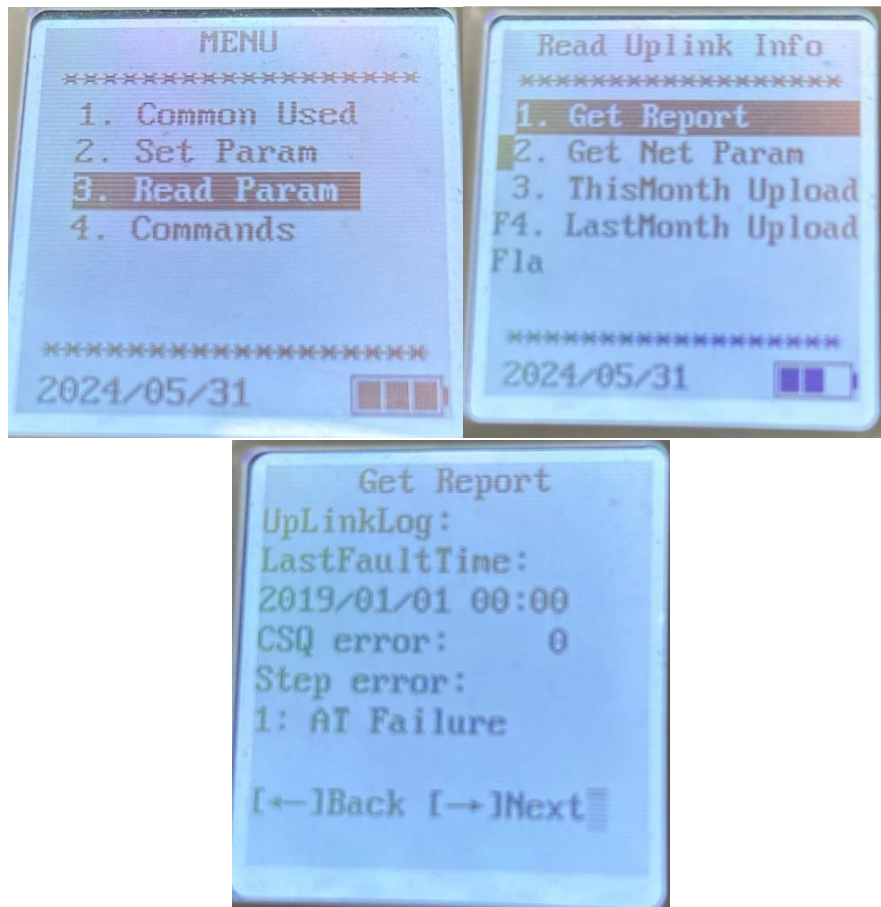 MENU
******************
1. Common Used
2. Set Param
3. Read Param
4. Commands
******************
2024/05/31
Read Uplink Info
******************
1. Get Report
2. Get Net Param
3. ThisMonth Upload
F4. LastMonth Upload
Fla
******************
2024/05/31
Get Report
UpLinkLog:
LastFaultTime:
2019/01/01 00:00
CSQ error: 0
Step error:
1: AT Failure
[←]Back [→]Next